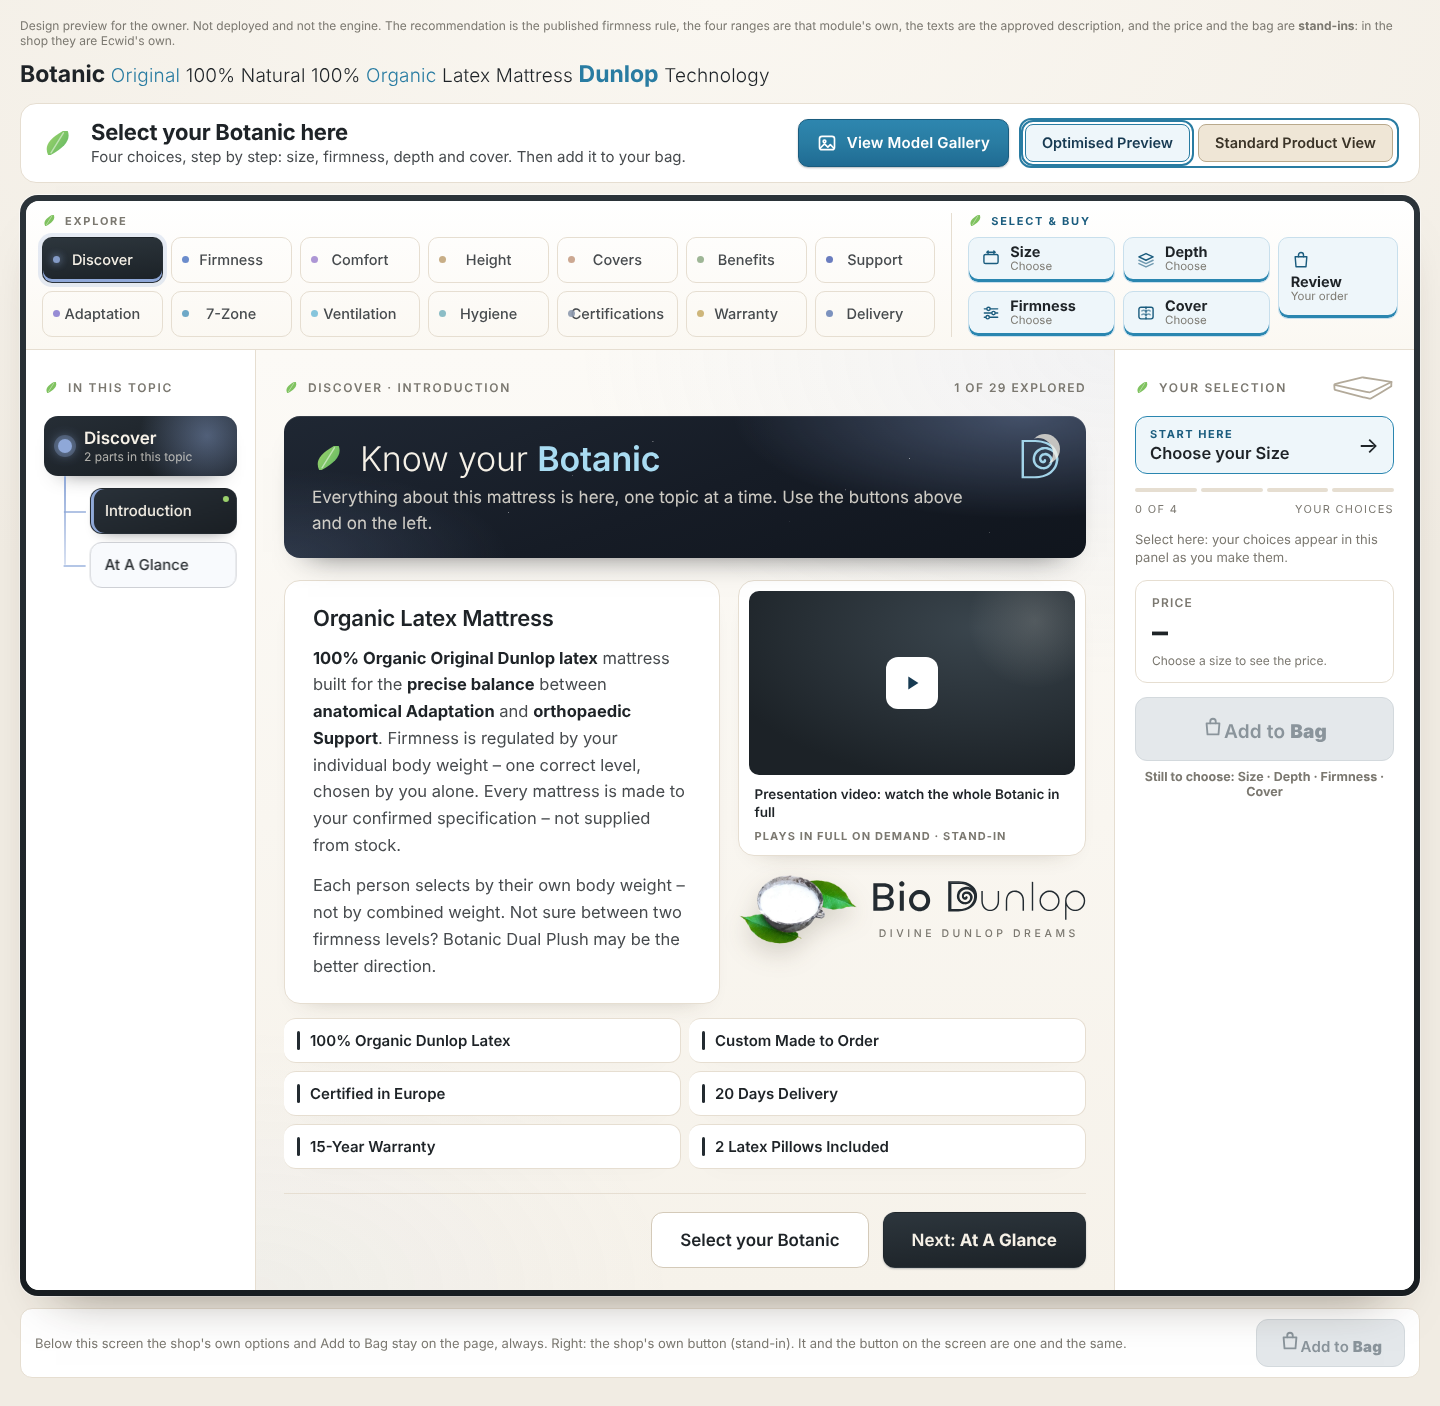 Design preview for the owner. Not deployed and not the engine. The recommendation is the published firmness rule, the four ranges are that module's own, the texts are the approved description, and the price and the bag are stand-ins: in the
shop they are Ecwid's own.
Botanic Original 100% Natural 100% Organic Latex Mattress Dunlop Technology
Select your Botanic here
Four choices, step by step: size, firmness, depth and cover. Then add it to your bag.
View Model Gallery
Optimised Preview
Standard Product View
EXPLORE
Discover
Firmness
Comfort
Height
Covers
Benefits
Support
Adaptation
7-Zone
Ventilation
Hygiene
Certifications
Warranty
Delivery
SELECT & BUY
Size
Choose
Depth
Choose
Firmness
Choose
Cover
Choose
Review
Your order
IN THIS TOPIC
Discover
2 parts in this topic
Introduction
At A Glance
DISCOVER · INTRODUCTION
1 OF 29 EXPLORED
Know your Botanic
Everything about this mattress is here, one topic at a time. Use the buttons above
and on the left.
Organic Latex Mattress
100% Organic Original Dunlop latex mattress
built for the precise balance between
anatomical Adaptation and orthopaedic
Support. Firmness is regulated by your
individual body weight – one correct level,
chosen by you alone. Every mattress is made to
your confirmed specification – not supplied
from stock.
Each person selects by their own body weight –
not by combined weight. Not sure between two
firmness levels? Botanic Dual Plush may be the
better direction.
Presentation video: watch the whole Botanic in
full
PLAYS IN FULL ON DEMAND · STAND-IN
Bio Dunlop
DIVINE DUNLOP DREAMS
100% Organic Dunlop Latex
Custom Made to Order
Certified in Europe
20 Days Delivery
15-Year Warranty
2 Latex Pillows Included
Select your Botanic
Next: At A Glance
YOUR SELECTION
START HERE
Choose your Size
0 OF 4
YOUR CHOICES
Select here: your choices appear in this
panel as you make them.
PRICE
–
Choose a size to see the price.
Add to Bag
Still to choose: Size · Depth · Firmness ·
Cover
Below this screen the shop's own options and Add to Bag stay on the page, always. Right: the shop's own button (stand-in). It and the button on the screen are one and the same.
Add to Bag